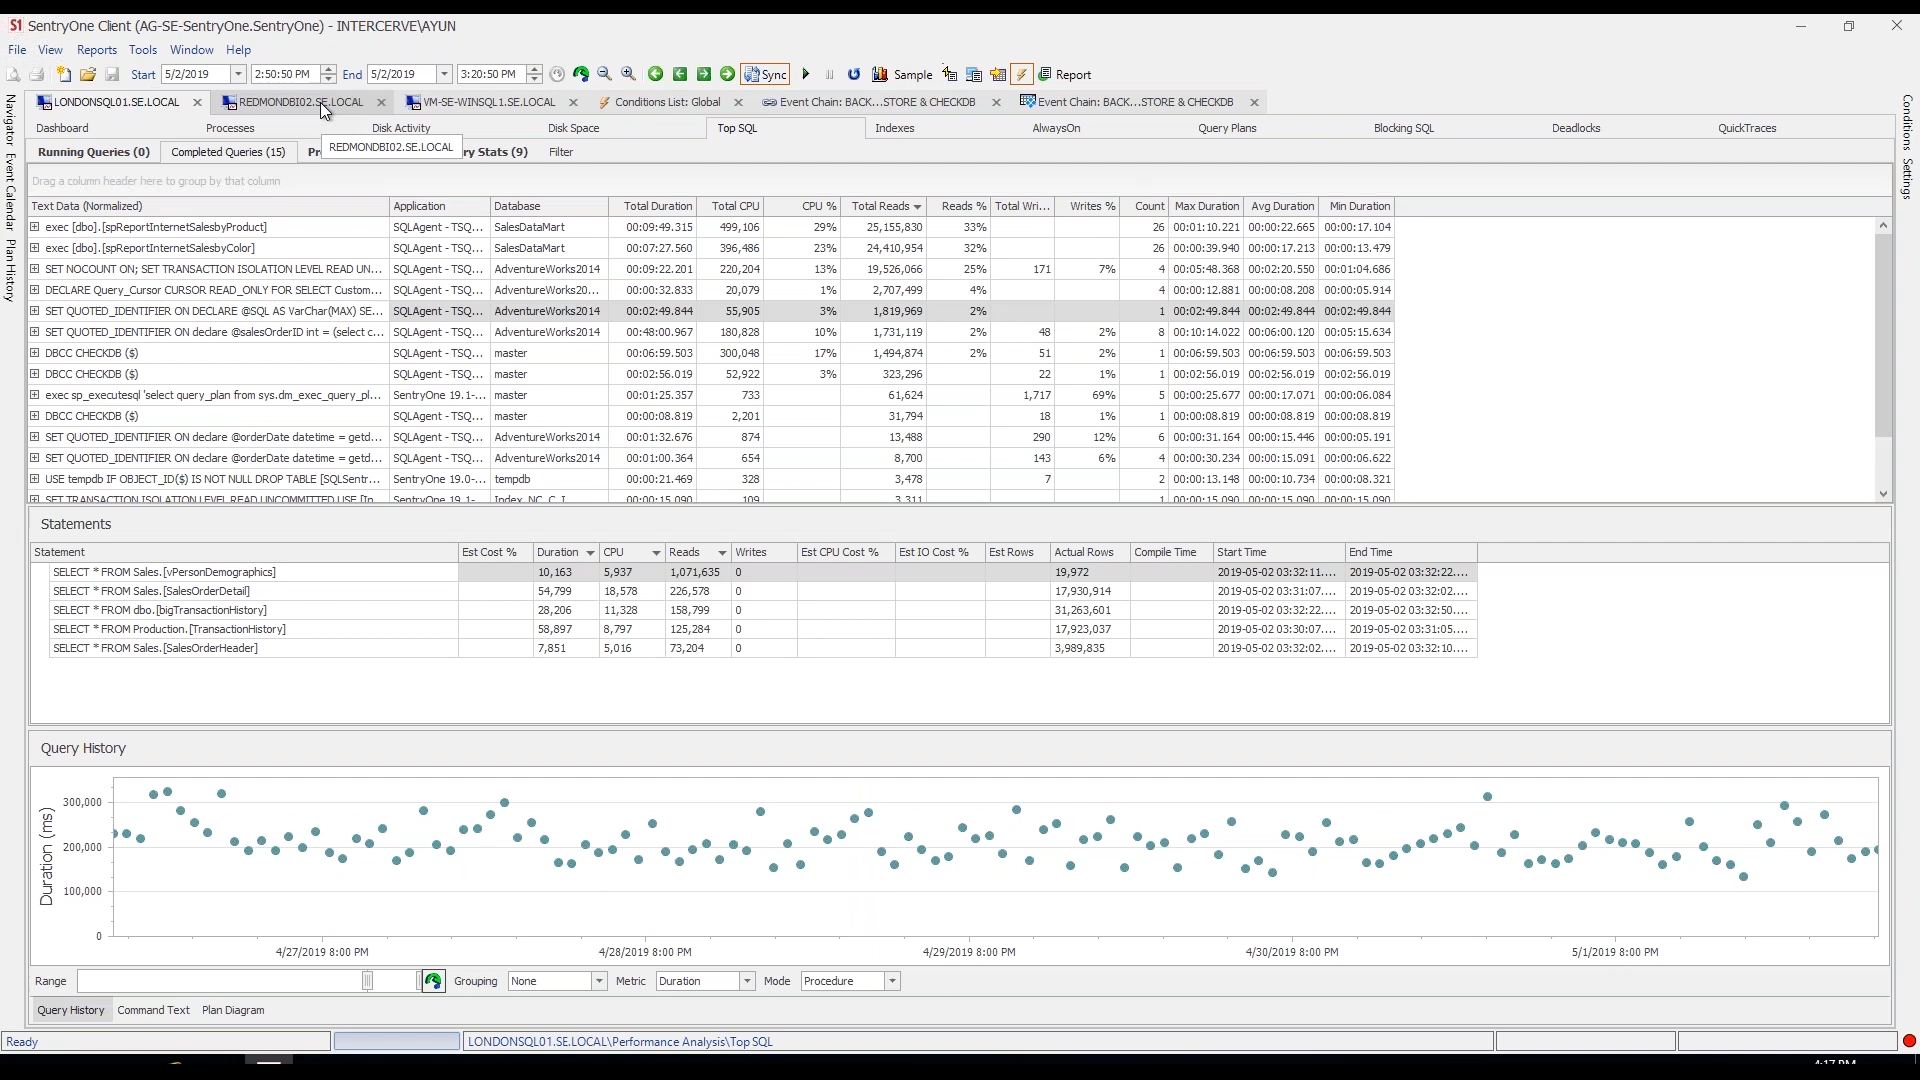 SentryOne Client (AG-SE-SentryOne.SentryOne) - INTERCERVE\AYUN
File View Reports Tools Window Help
Start 5/2/2019 2:50:50 PM End 5/2/2019 3:20:50 PM Sync Sample Report
LONDONSQL01.SE.LOCAL REDMONDBI02.SE.LOCAL VM-SE-WINSQL1.SE.LOCAL Conditions List: Global Event Chain: BACK...STORE & CHECKDB Event Chain: BACK...STORE & CHECKDB
Dashboard Processes Disk Activity Disk Space Top SQL Indexes AlwaysOn Query Plans Blocking SQL Deadlocks QuickTraces
REDMONDBI02.SE.LOCAL
Running Queries (0) Completed Queries (15) Pr ry Stats (9) Filter
Navigator Event Calendar Plan History
Conditions Settings
Drag a column header here to group by that column
Text Data (Normalized) Application Database Total Duration Total CPU CPU % Total Reads Reads % Total Wri... Writes % Count Max Duration Avg Duration Min Duration
exec [dbo].[spReportInternetSalesbyProduct] SQLAgent - TSQ... SalesDataMart 00:09:49.315 499,106 29% 25,155,830 33% 26 00:01:10.221 00:00:22.665 00:00:17.104
exec [dbo].[spReportInternetSalesbyColor] SQLAgent - TSQ... SalesDataMart 00:07:27.560 396,486 23% 24,410,954 32% 26 00:00:39.940 00:00:17.213 00:00:13.479
SET NOCOUNT ON; SET TRANSACTION ISOLATION LEVEL READ UN... SQLAgent - TSQ... AdventureWorks2014 00:09:22.201 220,204 13% 19,526,066 25% 171 7% 4 00:05:48.368 00:02:20.550 00:01:04.686
DECLARE Query_Cursor CURSOR READ_ONLY FOR SELECT Custom... SQLAgent - TSQ... AdventureWorks20... 00:00:32.833 20,079 1% 2,707,499 4% 4 00:00:12.881 00:00:08.208 00:00:05.914
SET QUOTED_IDENTIFIER ON DECLARE @SQL AS VarChar(MAX) SE... SQLAgent - TSQ... AdventureWorks2014 00:02:49.844 55,905 3% 1,819,969 2% 1 00:02:49.844 00:02:49.844 00:02:49.844
SET QUOTED_IDENTIFIER ON declare @salesOrderID int = (select c... SQLAgent - TSQ... AdventureWorks2014 00:48:00.967 180,828 10% 1,731,119 2% 48 2% 8 00:10:14.022 00:06:00.120 00:05:15.634
DBCC CHECKDB ($) SQLAgent - TSQ... master 00:06:59.503 300,048 17% 1,494,874 2% 51 2% 1 00:06:59.503 00:06:59.503 00:06:59.503
DBCC CHECKDB ($) SQLAgent - TSQ... master 00:02:56.019 52,922 3% 323,296 22 1% 1 00:02:56.019 00:02:56.019 00:02:56.019
exec sp_executesql 'select query_plan from sys.dm_exec_query_pl... SentryOne 19.1-... master 00:01:25.357 733 61,624 1,717 69% 5 00:00:25.677 00:00:17.071 00:00:06.084
DBCC CHECKDB ($) SQLAgent - TSQ... master 00:00:08.819 2,201 31,794 18 1% 1 00:00:08.819 00:00:08.819 00:00:08.819
SET QUOTED_IDENTIFIER ON declare @orderDate datetime = getd... SQLAgent - TSQ... AdventureWorks2014 00:01:32.676 874 13,488 290 12% 6 00:00:31.164 00:00:15.446 00:00:05.191
SET QUOTED_IDENTIFIER ON declare @orderDate datetime = getd... SQLAgent - TSQ... AdventureWorks2014 00:01:00.364 654 8,700 143 6% 4 00:00:30.234 00:00:15.091 00:00:06.622
USE tempdb IF OBJECT_ID($) IS NOT NULL DROP TABLE [SQLSentr... SentryOne 19.0-... tempdb 00:00:21.469 328 3,478 7 2 00:00:13.148 00:00:10.734 00:00:08.321
SET TRANSACTION ISOLATION LEVEL READ UNCOMMITTED USE [In SentryOne 19.1- Index_NC_C_I 00:00:15.090 109 3,311 1 00:00:15.090 00:00:15.090 00:00:15.090
Statements
Statement Est Cost % Duration CPU Reads Writes Est CPU Cost % Est IO Cost % Est Rows Actual Rows Compile Time Start Time End Time
SELECT * FROM Sales.[vPersonDemographics] 10,163 5,937 1,071,635 0 19,972 2019-05-02 03:32:11.... 2019-05-02 03:32:22....
SELECT * FROM Sales.[SalesOrderDetail] 54,799 18,578 226,578 0 17,930,914 2019-05-02 03:31:07.... 2019-05-02 03:32:02....
SELECT * FROM dbo.[bigTransactionHistory] 28,206 11,328 158,799 0 31,263,601 2019-05-02 03:32:22.... 2019-05-02 03:32:50....
SELECT * FROM Production.[TransactionHistory] 58,897 8,797 125,284 0 17,923,037 2019-05-02 03:30:07.... 2019-05-02 03:31:05....
SELECT * FROM Sales.[SalesOrderHeader] 7,851 5,016 73,204 0 3,989,835 2019-05-02 03:32:02.... 2019-05-02 03:32:10....
Query History
Duration (ms)
300,000
200,000
100,000
0
4/27/2019 8:00 PM 4/28/2019 8:00 PM 4/29/2019 8:00 PM 4/30/2019 8:00 PM 5/1/2019 8:00 PM
Range Grouping None Metric Duration Mode Procedure
Query History Command Text Plan Diagram
Ready LONDONSQL01.SE.LOCAL\Performance Analysis\Top SQL
4:17 PM